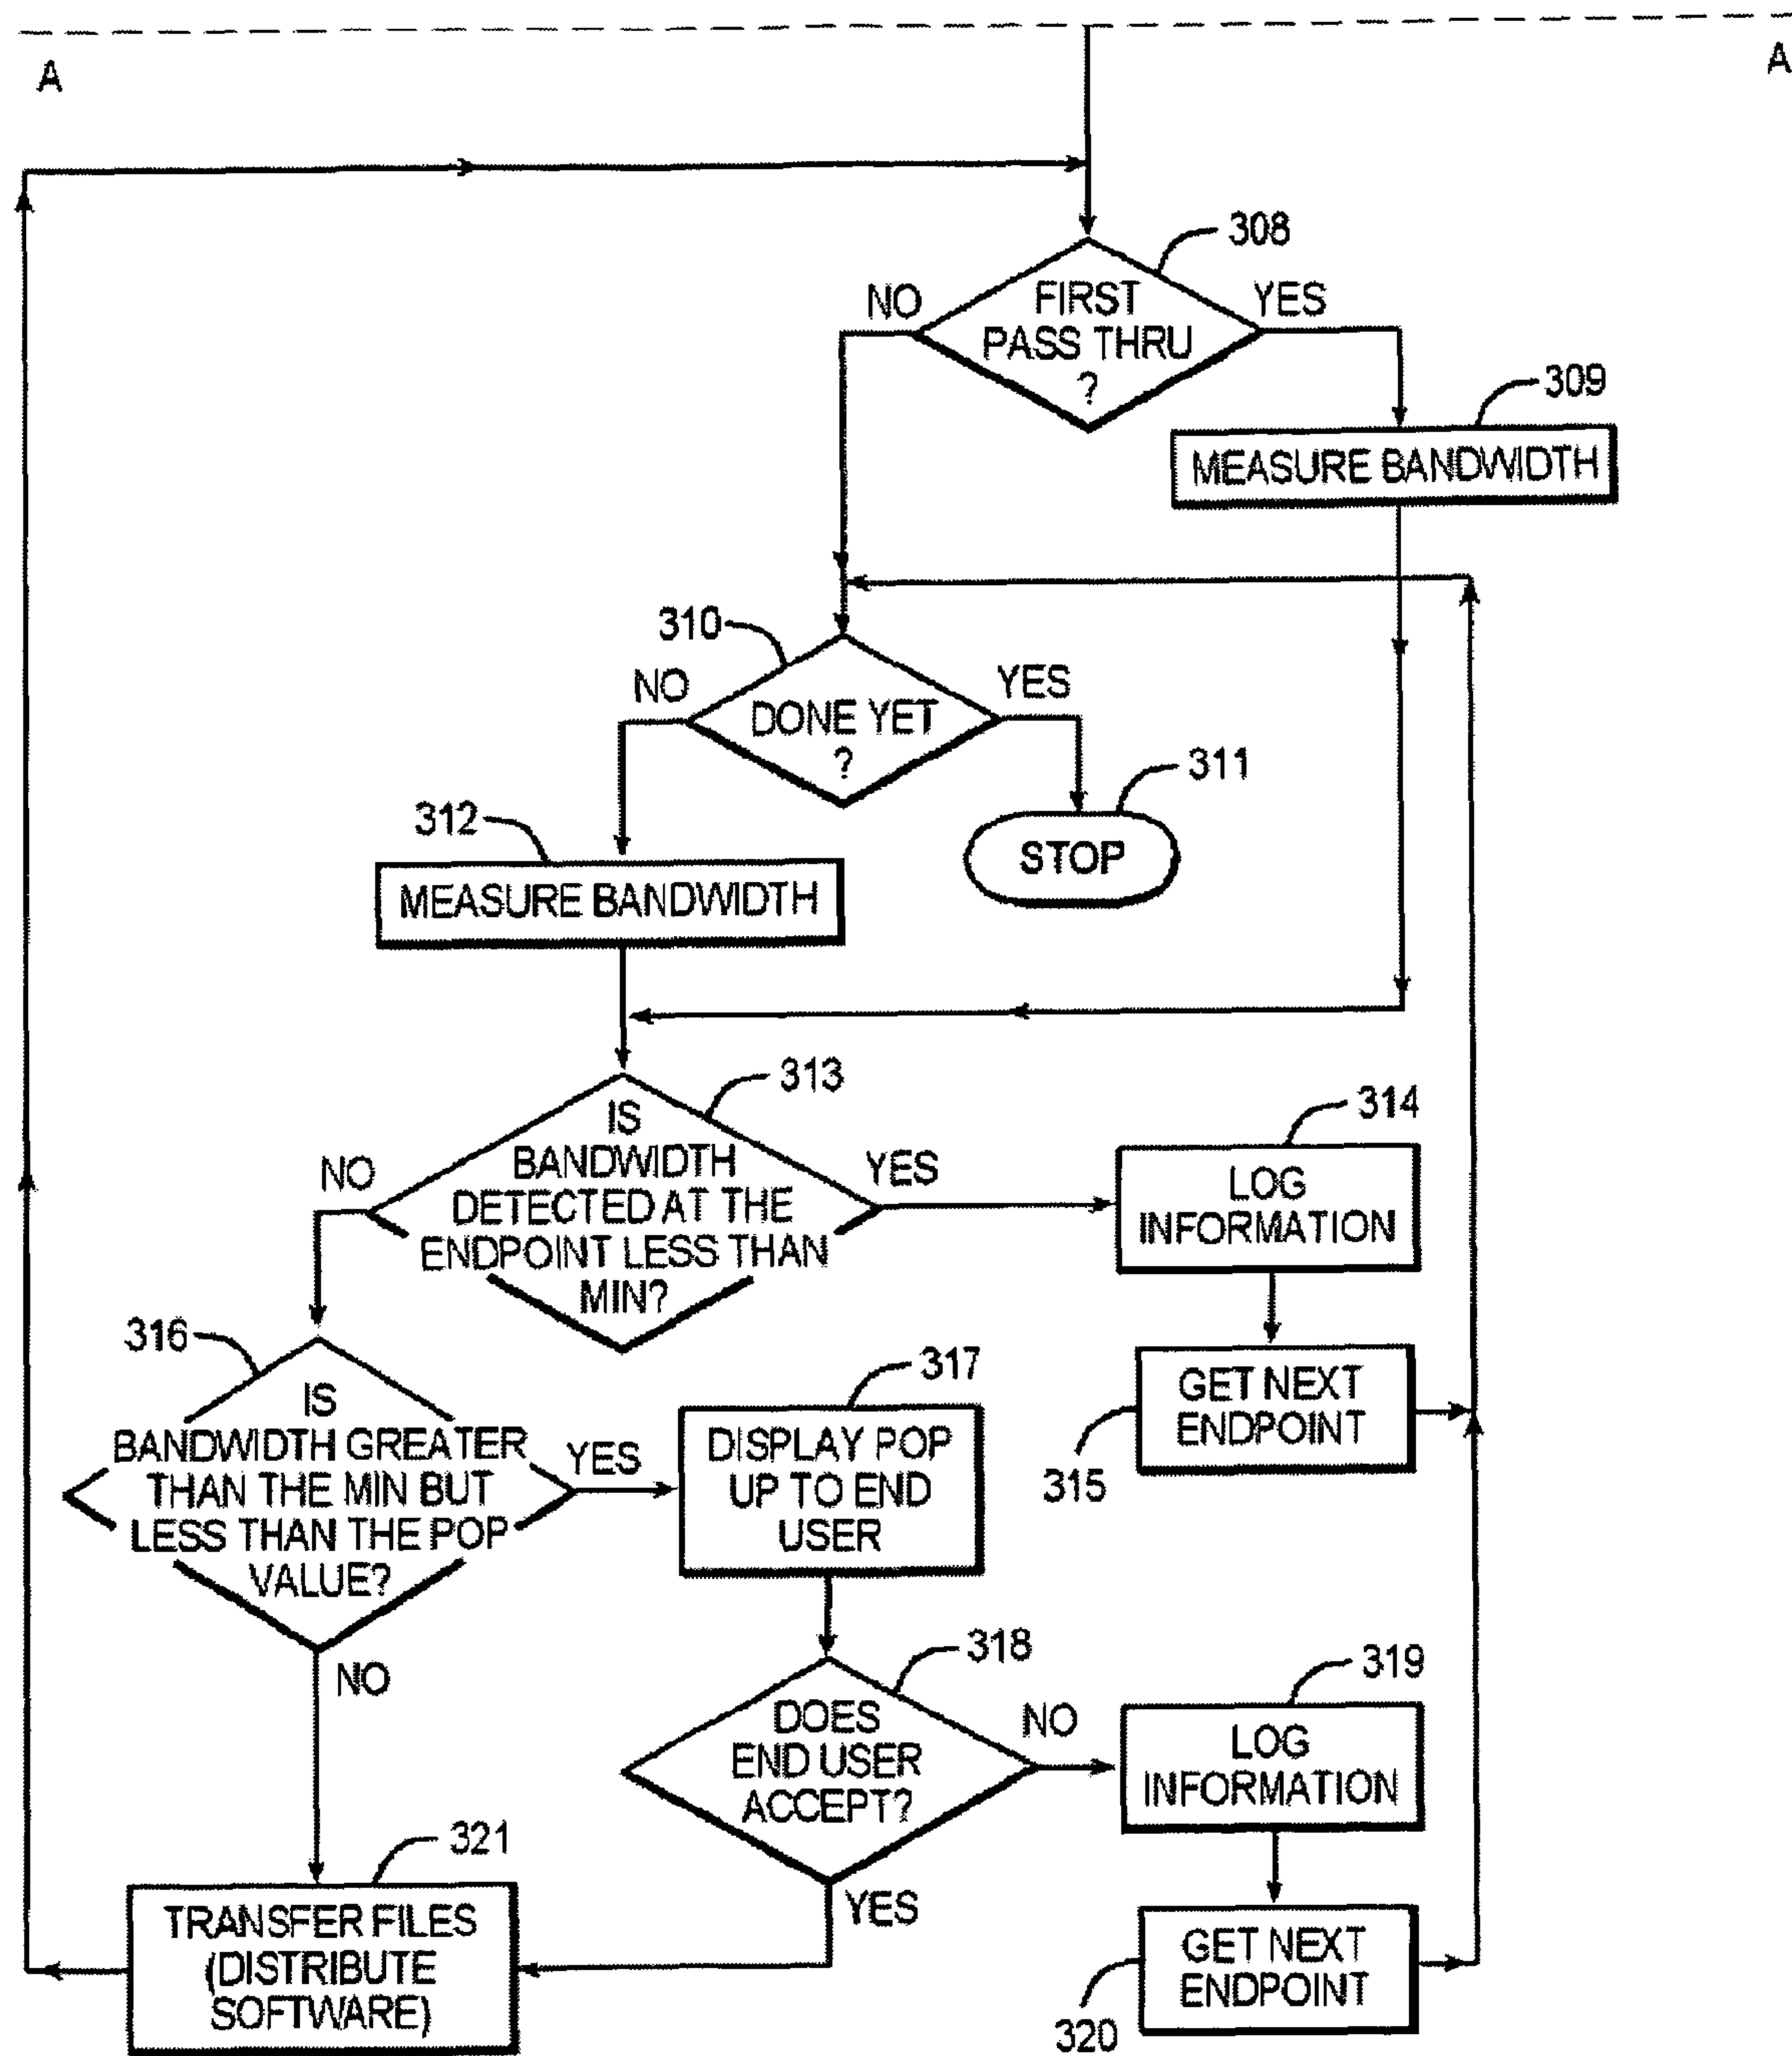 A
A
308
NO
FIRST
YES
PASS THRU
?
309
MEASURE BANDWIDTH
310
NO
YES
DONE YET
?
311
STOP
312
MEASURE BANDWIDTH
313
IS
BANDWIDTH
DETECTED AT THE
ENDPOINT LESS THAN
MIN?
NO
YES
314
LOG
INFORMATION
315
GET NEXT
ENDPOINT
316
IS
BANDWIDTH GREATER
THAN THE MIN BUT
LESS THAN THE POP
VALUE?
YES
NO
317
DISPLAY POP
UP TO END
USER
318
DOES
END USER
ACCEPT?
NO
YES
319
LOG
INFORMATION
320
GET NEXT
ENDPOINT
321
TRANSFER FILES
(DISTRIBUTE
SOFTWARE)